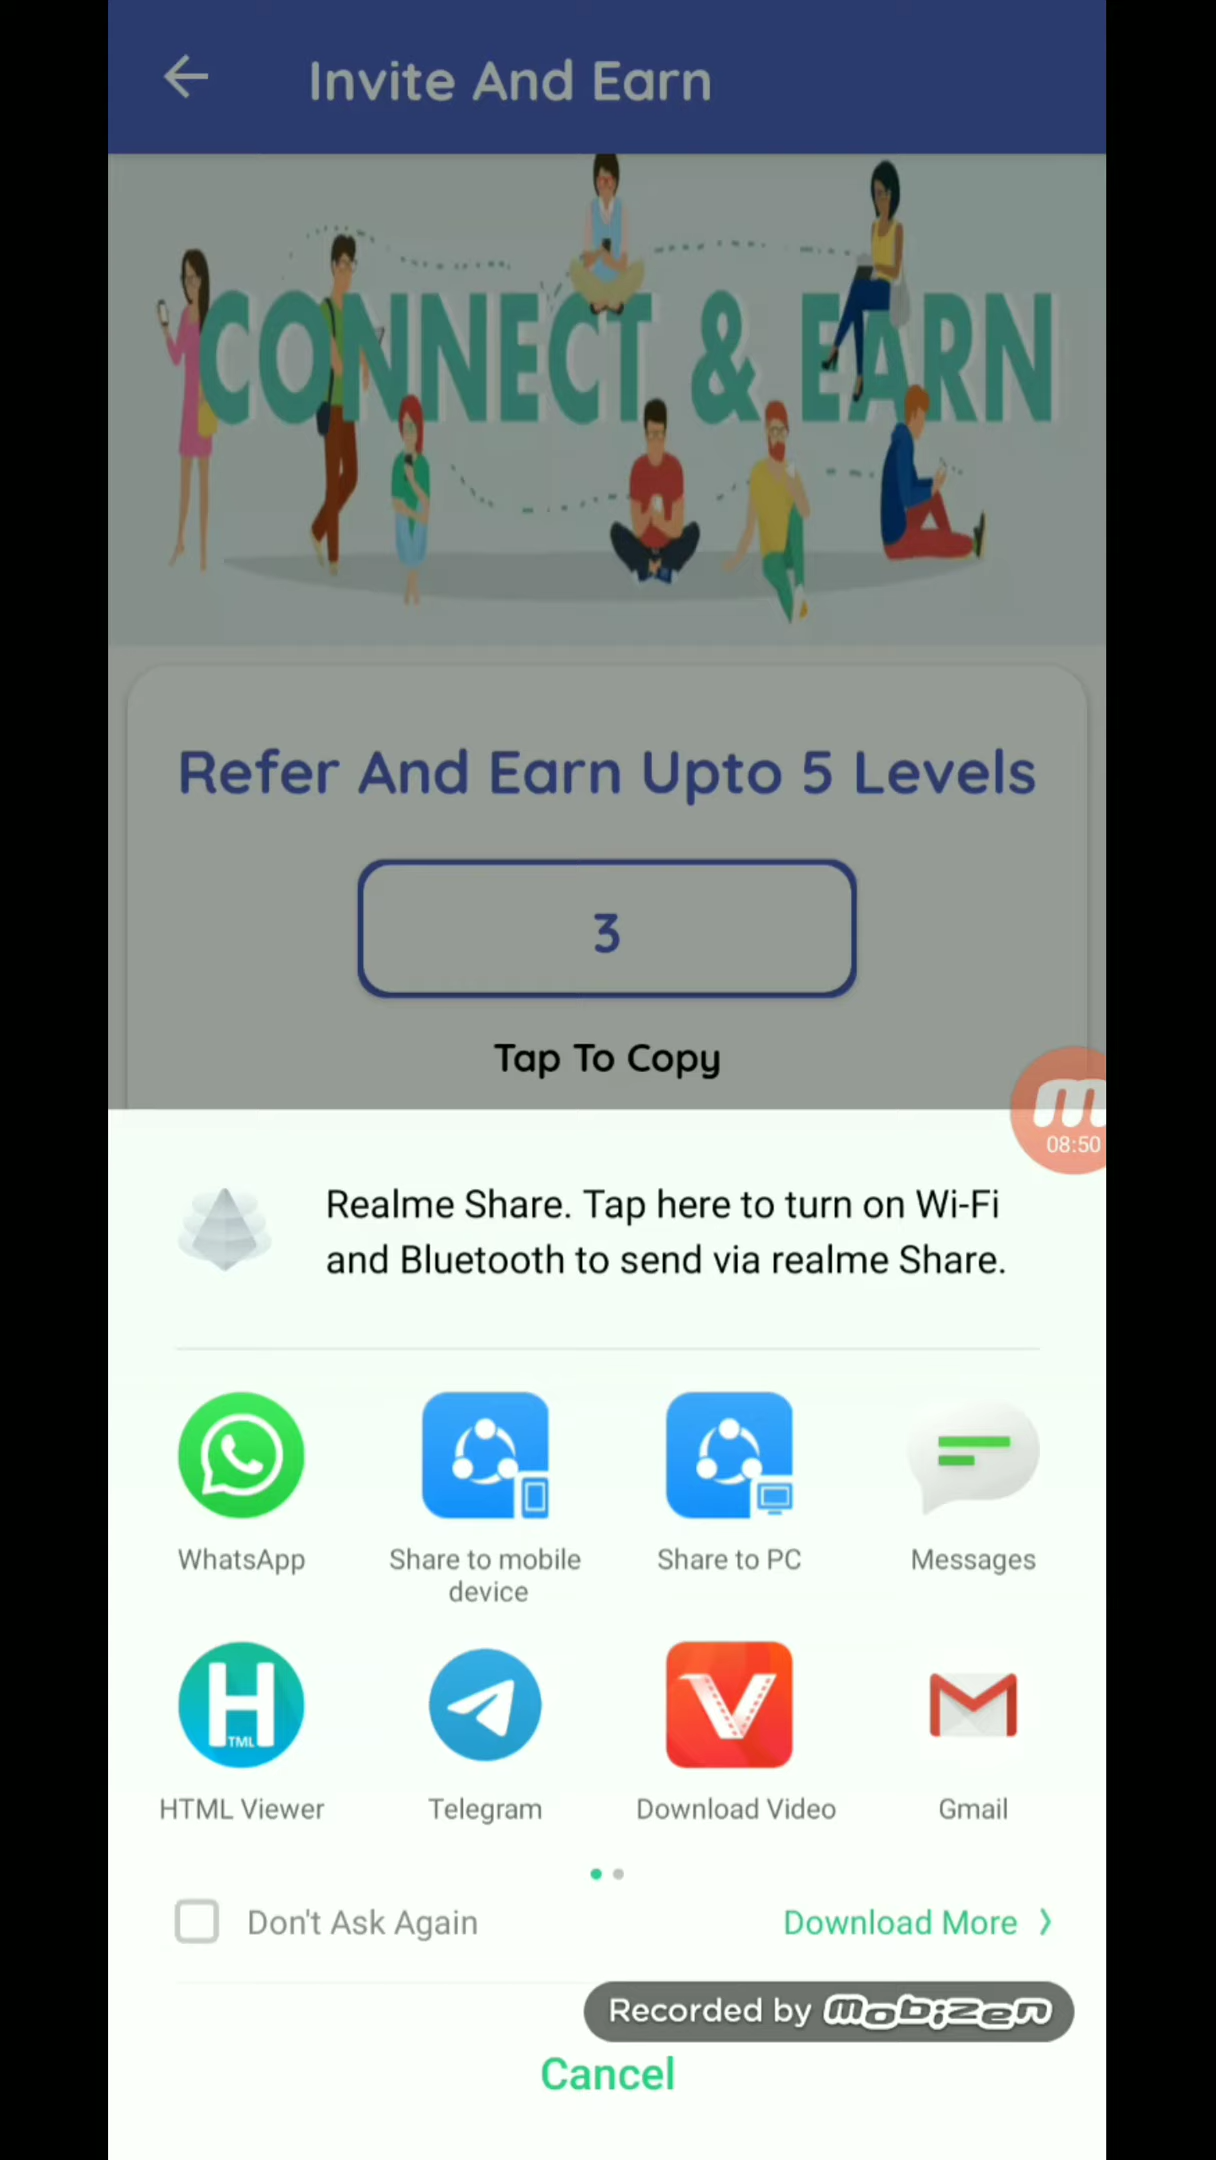 Invite And Earn
CONNECT & EARN
Refer And Earn Upto 5 Levels
3
Tap To Copy
m
08:50
Realme Share. Tap here to turn on Wi-Fi
and Bluetooth to send via realme Share.
WhatsApp
Share to mobile
device
Share to PC
Messages
H
TML
HTML Viewer
Telegram
Download Video
Gmail
Don't Ask Again
Download More
Recorded by mobizen
Cancel